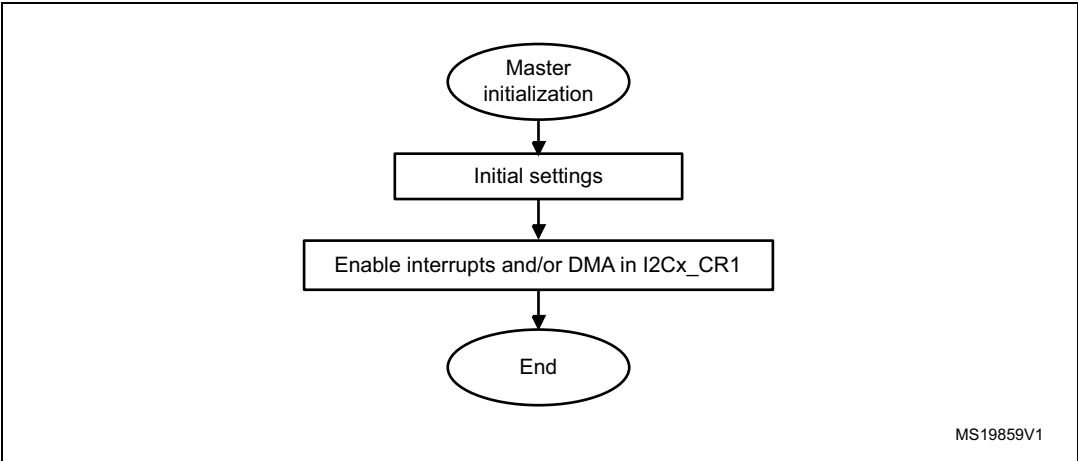 Master
initialization
Initial settings
Enable interrupts and/or DMA in I2Cx_CR1
End
MS19859V1